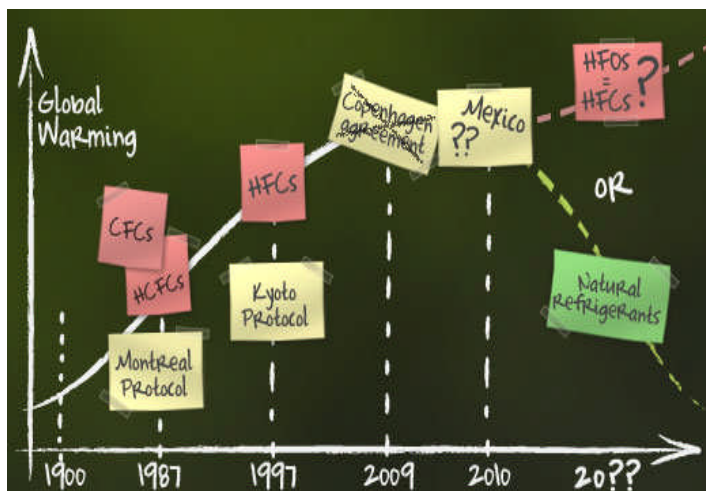 Global
Warming
CFCs
HCFCs
Montreal
Protocol
HFCs
Kyoto
Protocol
Copenhagen
agreement
Mexico
??
HFOs
=
HFCs
?
OR
Natural
Refrigerants
1900
1987
1997
2009
2010
20??